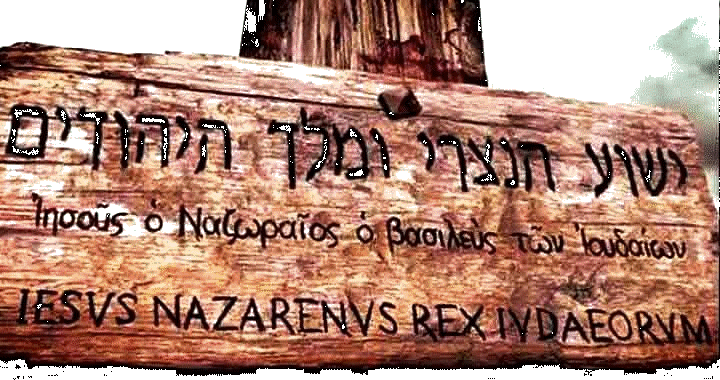 ישוע הנצרי ומלך היהודים
Ἰησοῦς ὁ Ναζωραῖος ὁ βασιλεὺς τῶν Ἰουδαίων
IESVS NAZARENVS REX IVDAEORVM